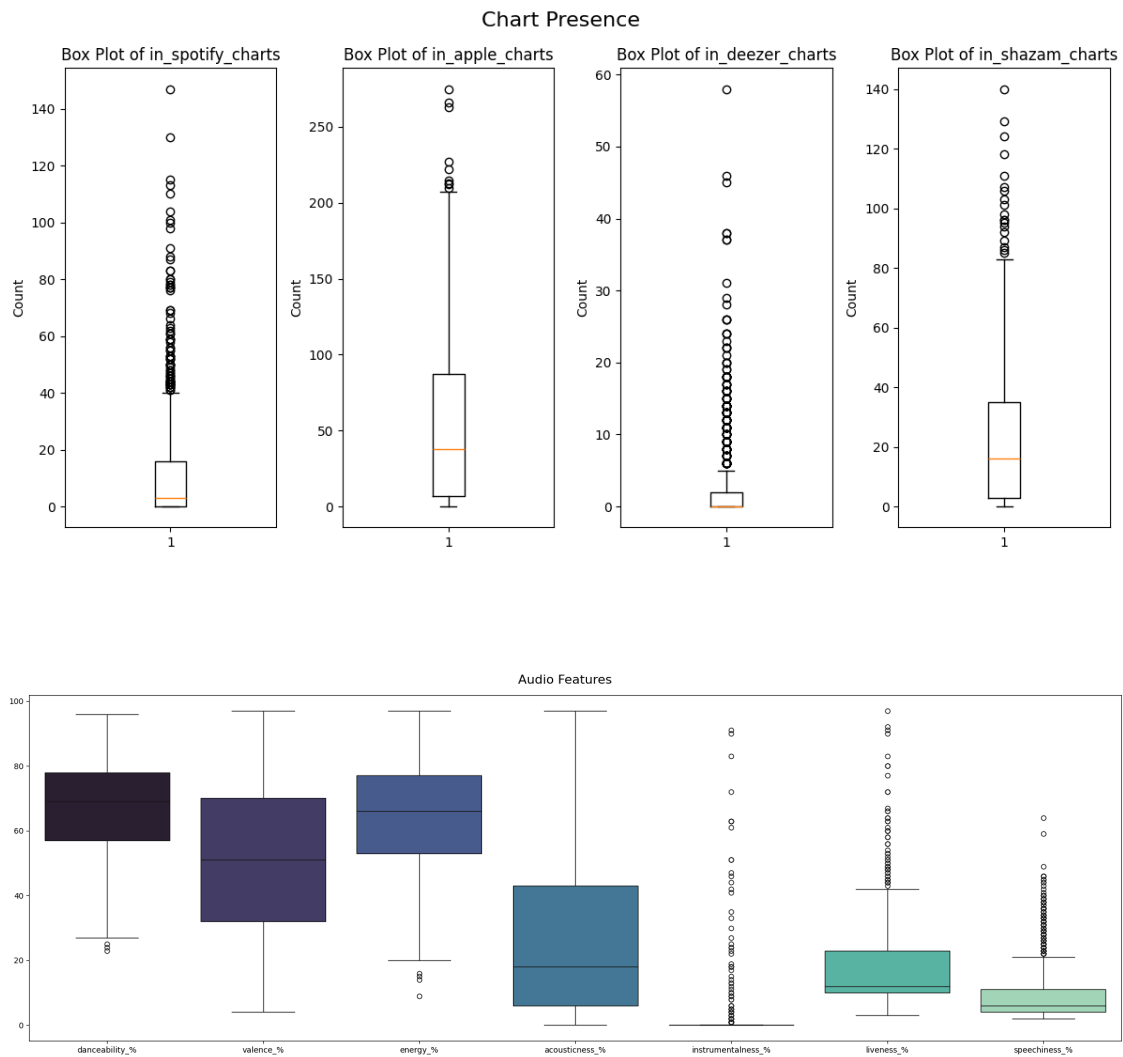 Chart Presence
Box Plot of in_spotify_charts
Box Plot of in_apple_charts
Box Plot of in_deezer_charts
Box Plot of in_shazam_charts
Count
140
120
100
80
60
40
20
0
1
Count
250
200
150
100
50
0
1
Count
60
50
40
30
20
10
0
1
Count
140
120
100
80
60
40
20
0
1
Audio Features
100
80
60
40
20
0
danceability_%
valence_%
energy_%
acousticness_%
instrumentalness_%
liveness_%
speechiness_%